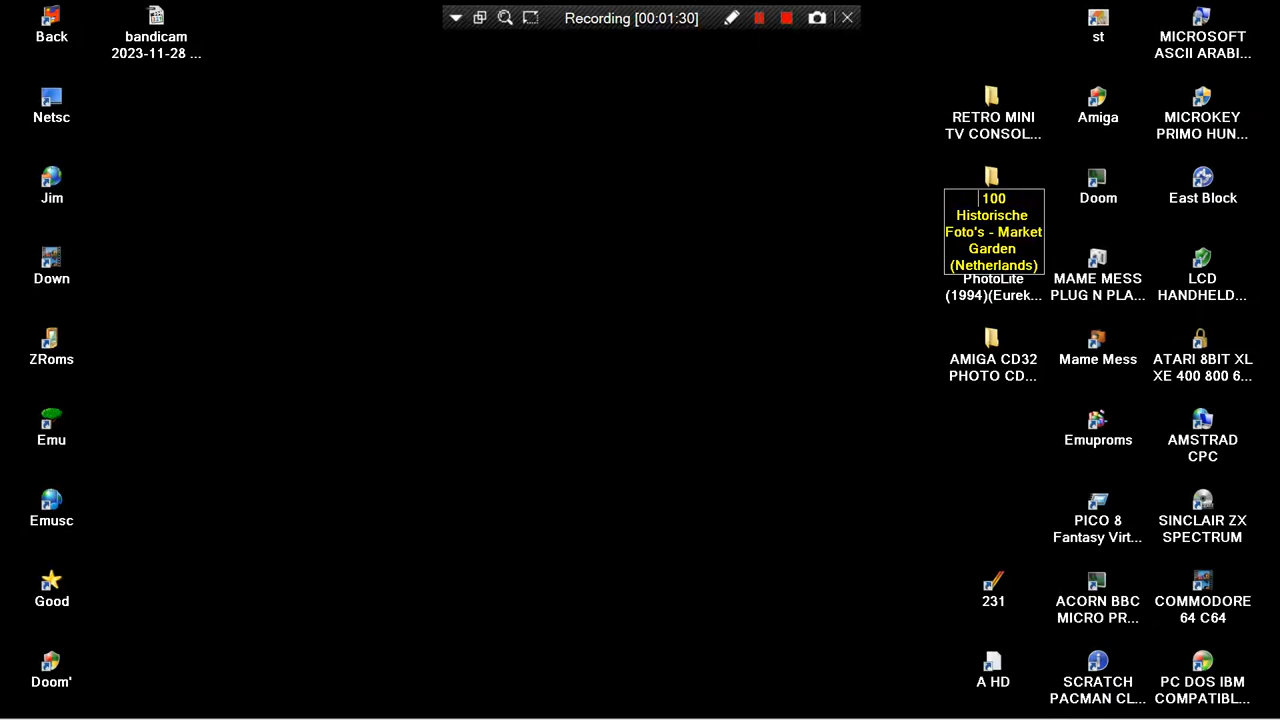 Recording [00:01:30]
Back
bandicam
2023-11-28 ...
st
MICROSOFT
ASCII ARABI...
Netsc
RETRO MINI
TV CONSOL...
Amiga
MICROKEY
PRIMO HUN...
Jim
100
Historische
Foto's - Market
Garden
(Netherlands)
Doom
East Block
Down
PhotoLite
(1994)(Eurek...
MAME MESS
PLUG N PLA...
LCD
HANDHELD...
ZRoms
AMIGA CD32
PHOTO CD...
Mame Mess
ATARI 8BIT XL
XE 400 800 6...
Emu
Emuproms
AMSTRAD
CPC
Emusc
PICO 8
Fantasy Virt...
SINCLAIR ZX
SPECTRUM
Good
231
ACORN BBC
MICRO PR...
COMMODORE
64 C64
Doom'
A HD
SCRATCH
PACMAN CL...
PC DOS IBM
COMPATIBL...